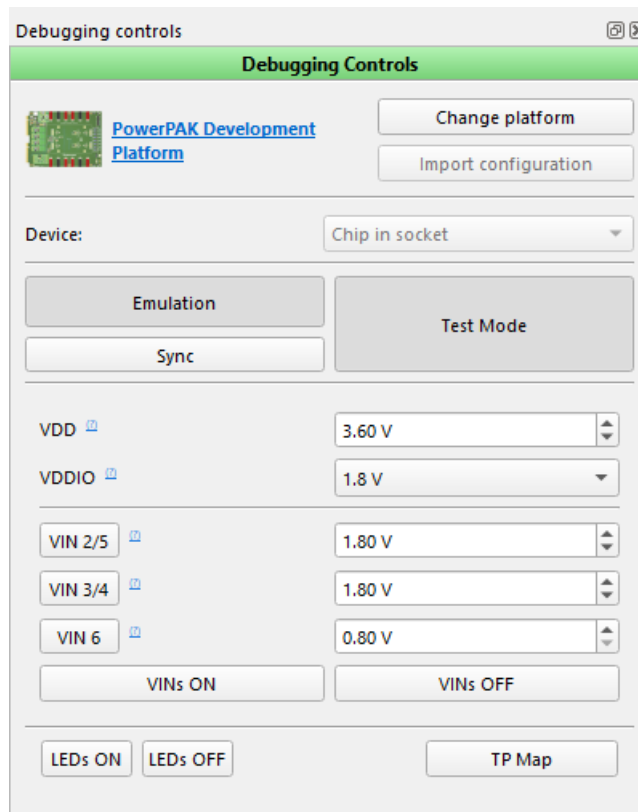 Debugging controls
Debugging Controls
PowerPAK Development
Platform
Change platform
Import configuration
Device:
Chip in socket
Emulation
Test Mode
Sync
VDD (?)
3.60 V
VDDIO (?)
1.8 V
VIN 2/5 (?)
1.80 V
VIN 3/4 (?)
1.80 V
VIN 6 (?)
0.80 V
VINs ON
VINs OFF
LEDs ON
LEDs OFF
TP Map